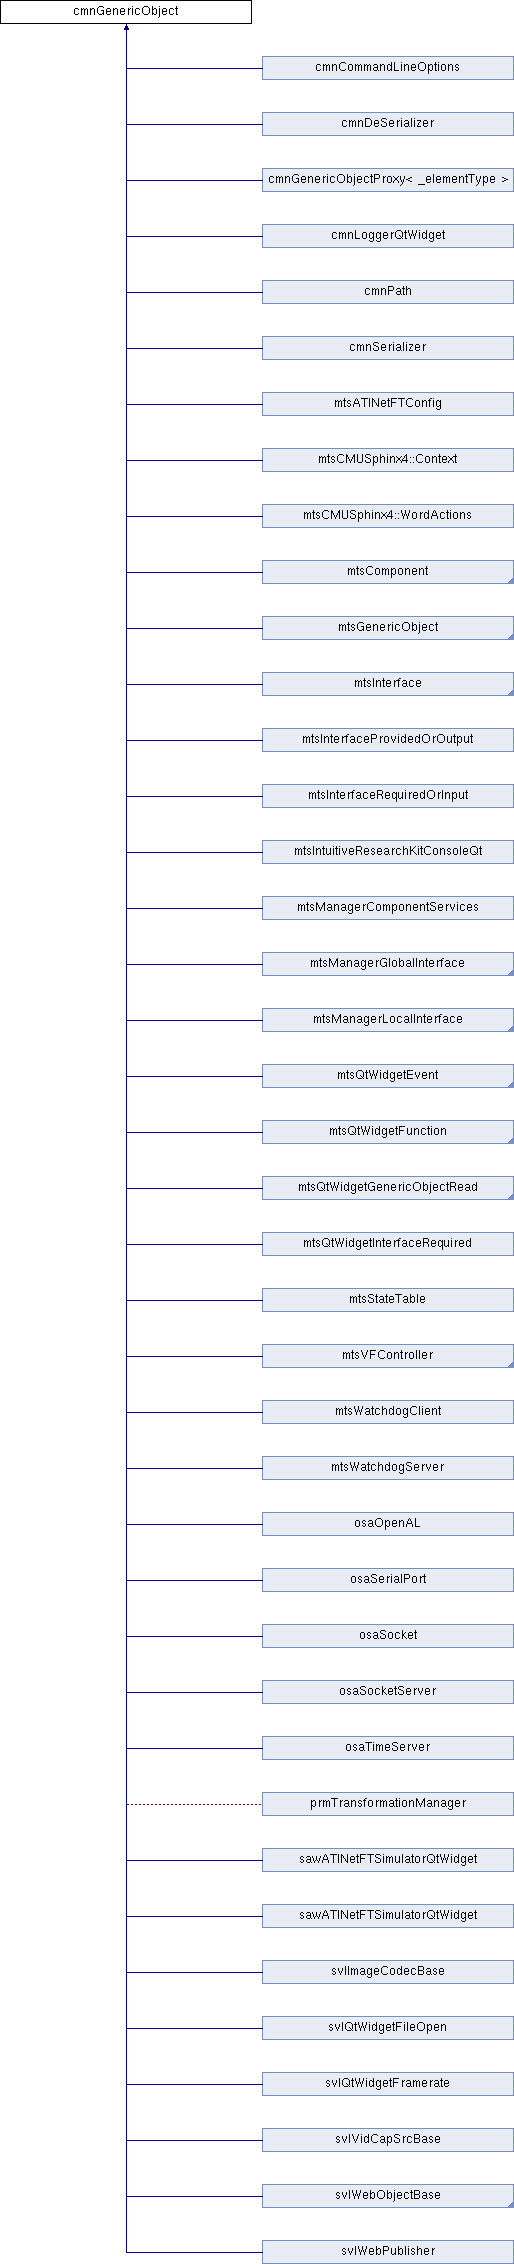 cmnGenericObject
cmnCommandLineOptions
cmnDeSerializer
cmnGenericObjectProxy< _elementType >
cmnLoggerQtWidget
cmnPath
cmnSerializer
mtsATINetFTConfig
mtsCMUSphinx4::Context
mtsCMUSphinx4::WordActions
mtsComponent
mtsGenericObject
mtsInterface
mtsInterfaceProvidedOrOutput
mtsInterfaceRequiredOrInput
mtsIntuitiveResearchKitConsoleQt
mtsManagerComponentServices
mtsManagerGlobalInterface
mtsManagerLocalInterface
mtsQtWidgetEvent
mtsQtWidgetFunction
mtsQtWidgetGenericObjectRead
mtsQtWidgetInterfaceRequired
mtsStateTable
mtsVFController
mtsWatchdogClient
mtsWatchdogServer
osaOpenAL
osaSerialPort
osaSocket
osaSocketServer
osaTimeServer
prmTransformationManager
sawATINetFTSimulatorQtWidget
sawATINetFTSimulatorQtWidget
svlImageCodecBase
svlQtWidgetFileOpen
svlQtWidgetFramerate
svlVidCapSrcBase
svlWebObjectBase
svlWebPublisher